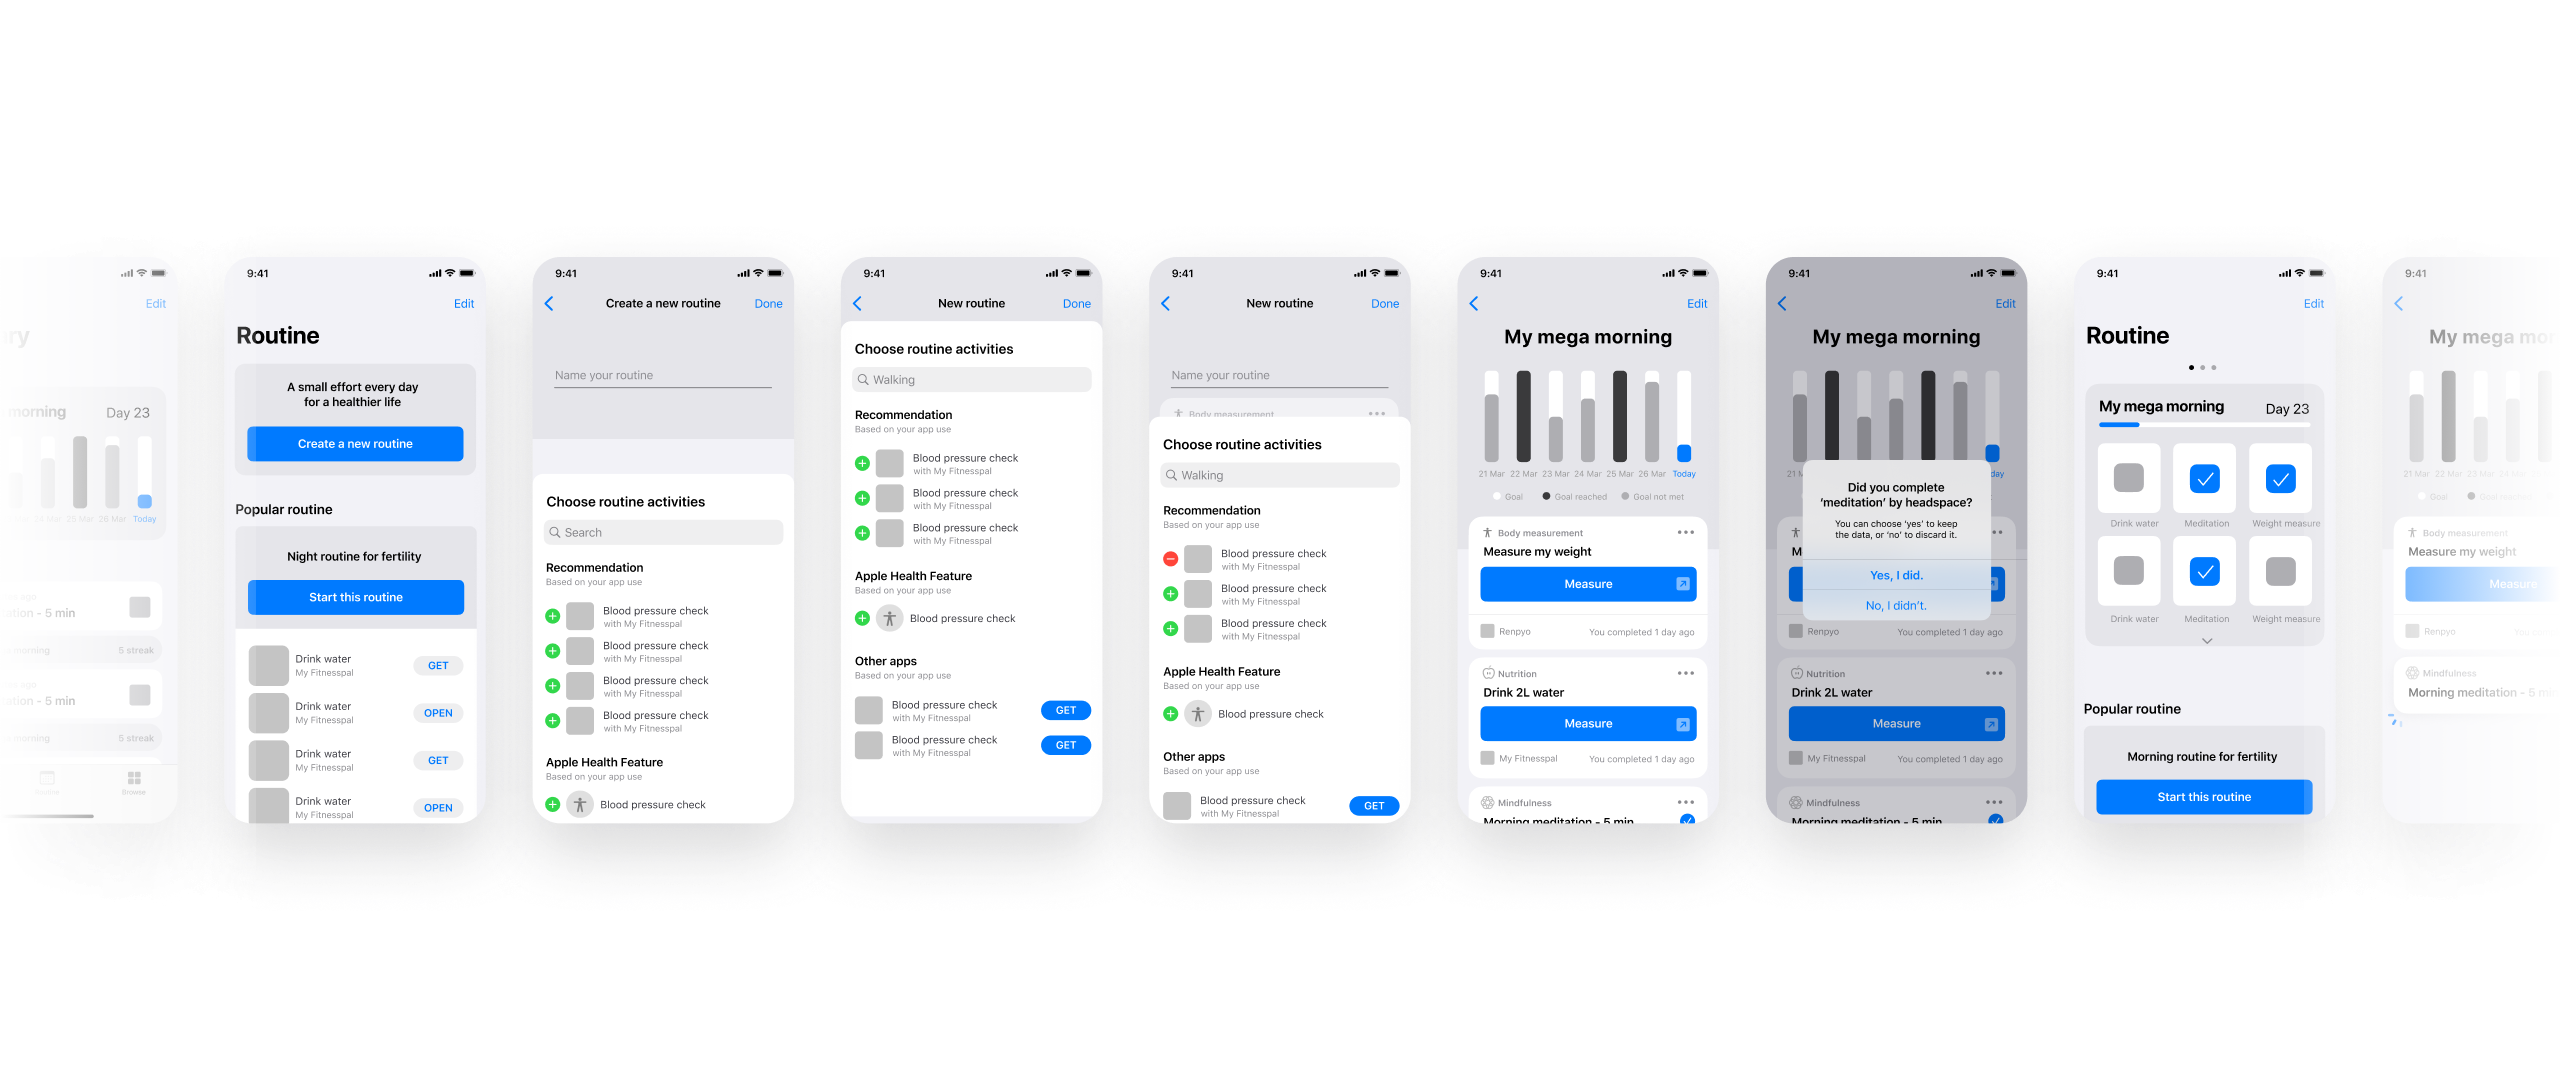 Edit
ry
morning
Day 23
25 Mar
26 Mar
Today
ation - 5 min
morning
5 streak
ation - 5 min
morning
5 streak
Browse
9:41
Edit
Routine
A small effort every day
for a healthier life
Create a new routine
Popular routine
Night routine for fertility
Start this routine
Drink water
My Fitnesspal
GET
Drink water
My Fitnesspal
OPEN
Drink water
My Fitnesspal
GET
Drink water
My Fitnesspal
OPEN
9:41
Create a new routine
Done
Name your routine
Choose routine activities
Search
Recommendation
Based on your app use
Blood pressure check
with My Fitnesspal
Blood pressure check
with My Fitnesspal
Blood pressure check
with My Fitnesspal
Blood pressure check
with My Fitnesspal
Apple Health Feature
Based on your app use
Blood pressure check
9:41
New routine
Done
Choose routine activities
Walking
Recommendation
Based on your app use
Blood pressure check
with My Fitnesspal
Blood pressure check
with My Fitnesspal
Blood pressure check
with My Fitnesspal
Apple Health Feature
Based on your app use
Blood pressure check
Other apps
Based on your app use
Blood pressure check
with My Fitnesspal
GET
Blood pressure check
with My Fitnesspal
GET
9:41
New routine
Done
Name your routine
Body measurement
Choose routine activities
Walking
Recommendation
Based on your app use
Blood pressure check
with My Fitnesspal
Blood pressure check
with My Fitnesspal
Blood pressure check
with My Fitnesspal
Apple Health Feature
Based on your app use
Blood pressure check
Other apps
Based on your app use
Blood pressure check
with My Fitnesspal
GET
9:41
Edit
My mega morning
21 Mar 22 Mar 23 Mar 24 Mar 25 Mar 26 Mar Today
Goal Goal reached Goal not met
Body measurement
Measure my weight
Measure
Renpyo
You completed 1 day ago
Nutrition
Drink 2L water
Measure
My Fitnesspal
You completed 1 day ago
Mindfulness
Morning meditation - 5 min
9:41
Edit
My mega morning
21 M
day
Did you complete
‘meditation’ by headspace?
You can choose ‘yes’ to keep
the data, or ‘no’ to discard it.
Yes, I did.
No, I didn’t.
M
Renpyo
You completed 1 day ago
Nutrition
Drink 2L water
Measure
My Fitnesspal
You completed 1 day ago
Mindfulness
Morning meditation - 5 min
9:41
Edit
Routine
My mega morning
Day 23
Drink water
Meditation
Weight measure
Drink water
Meditation
Weight measure
Popular routine
Morning routine for fertility
Start this routine
9:41
My mega mor
21 Mar 22 Mar 23 Mar
Goal Goal reached
Body measurement
Measure my weight
Measure
Renpyo
Mindfulness
Morning meditation - 5 m